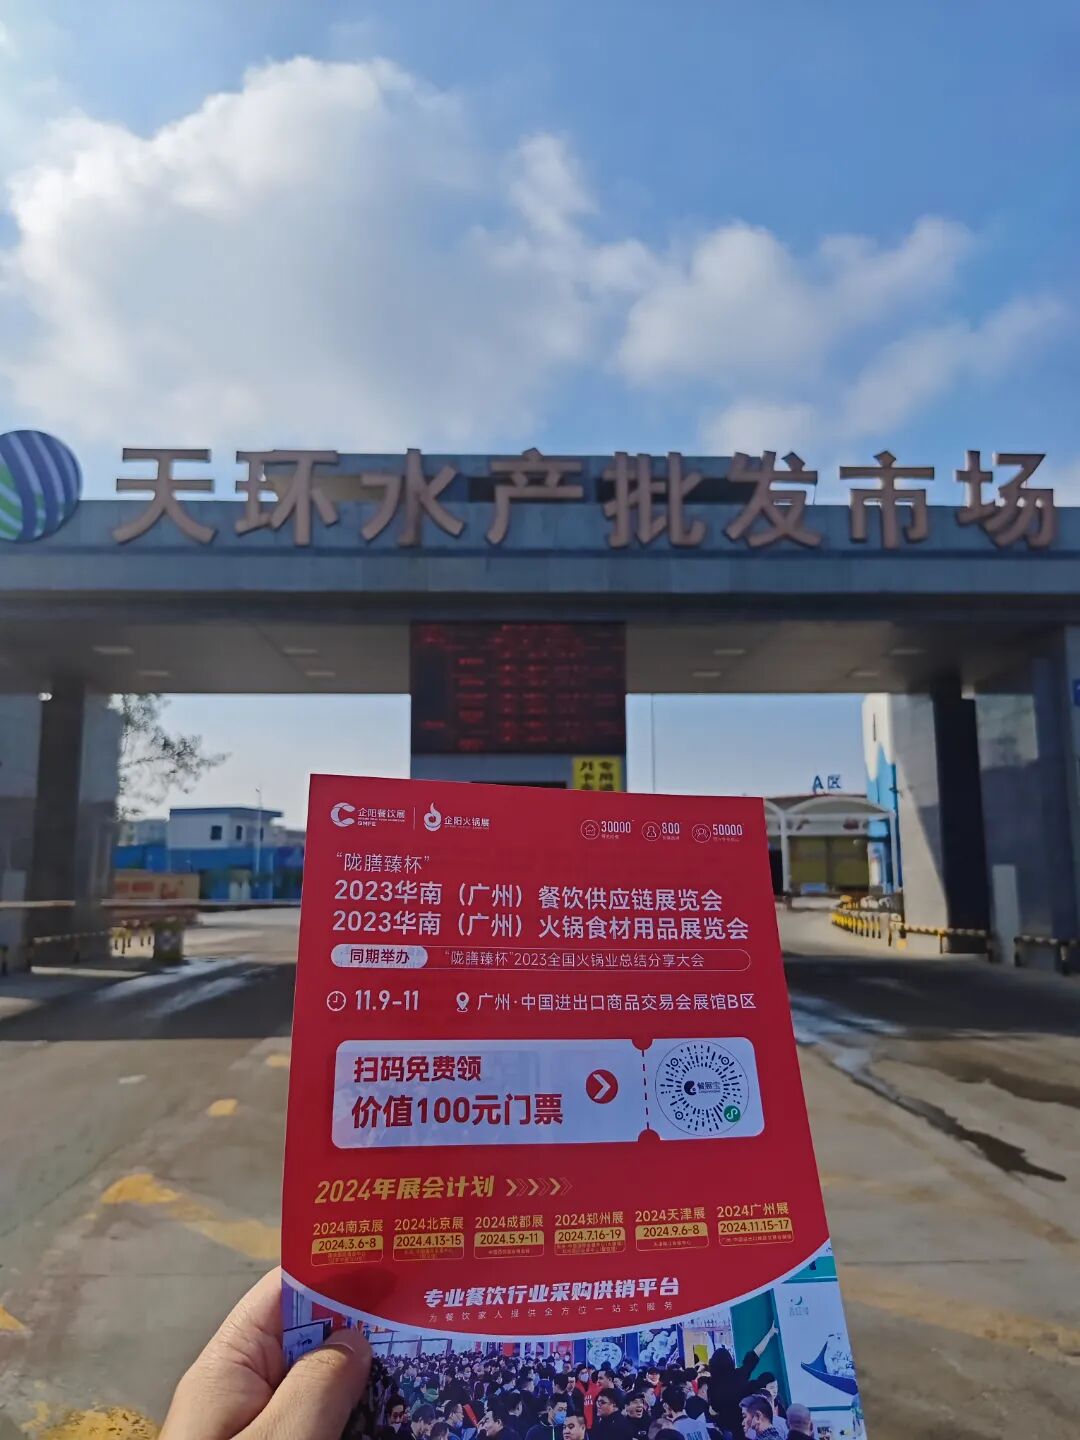 天环水产批发市场
A区
企阳餐饮展
企阳火锅展
30000
800
50000
“陇膳臻杯”
2023华南（广州）餐饮供应链展览会
2023华南（广州）火锅食材用品展览会
同期举办 “陇膳臻杯”2023全国火锅业总结分享大会
11.9-11 广州·中国进出口商品交易会展馆B区
扫码免费领
价值100元门票
餐展宝
2024年展会计划
2024南京展 2024北京展 2024成都展 2024郑州展 2024天津展 2024广州展
2024.3.6-8 2024.4.13-15 2024.5.9-11 2024.7.16-19 2024.9.6-8 2024.11.15-17
专业餐饮行业采购供销平台
为餐饮家人提供全方位一站式服务